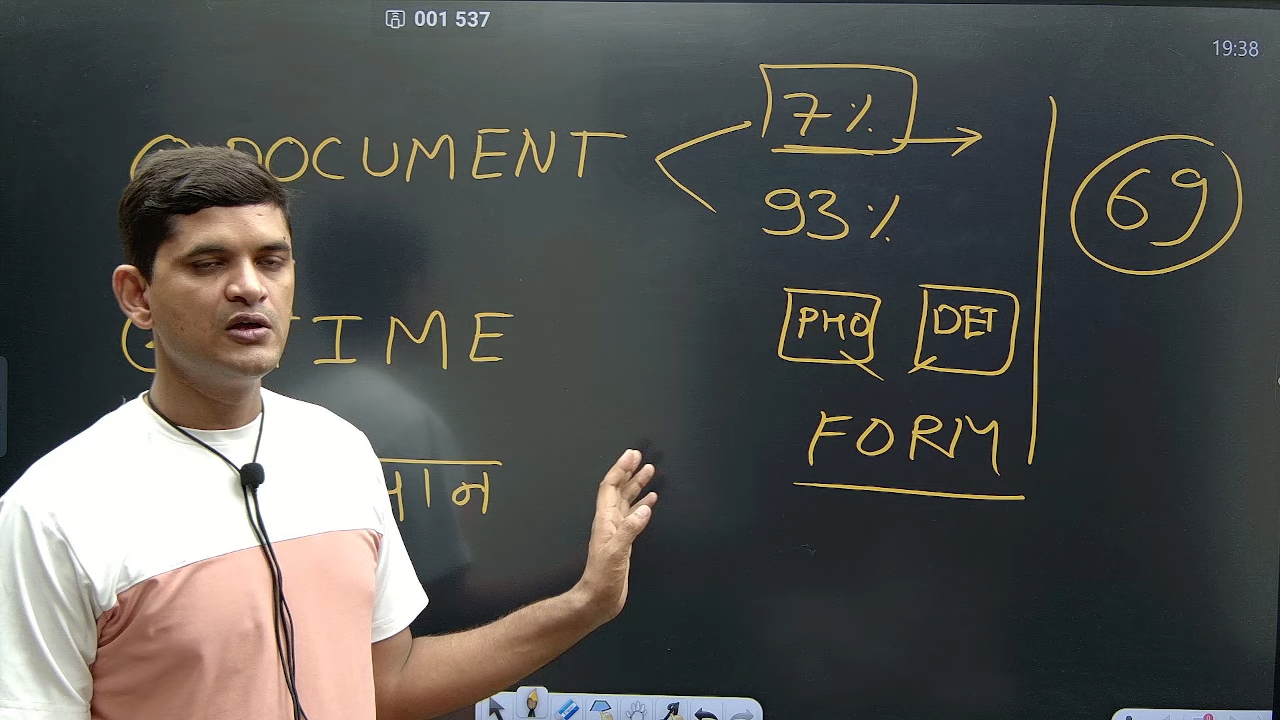 001 537
19:38
DOCUMENT
7%
93%
69
TIME
PHO DET
FORM